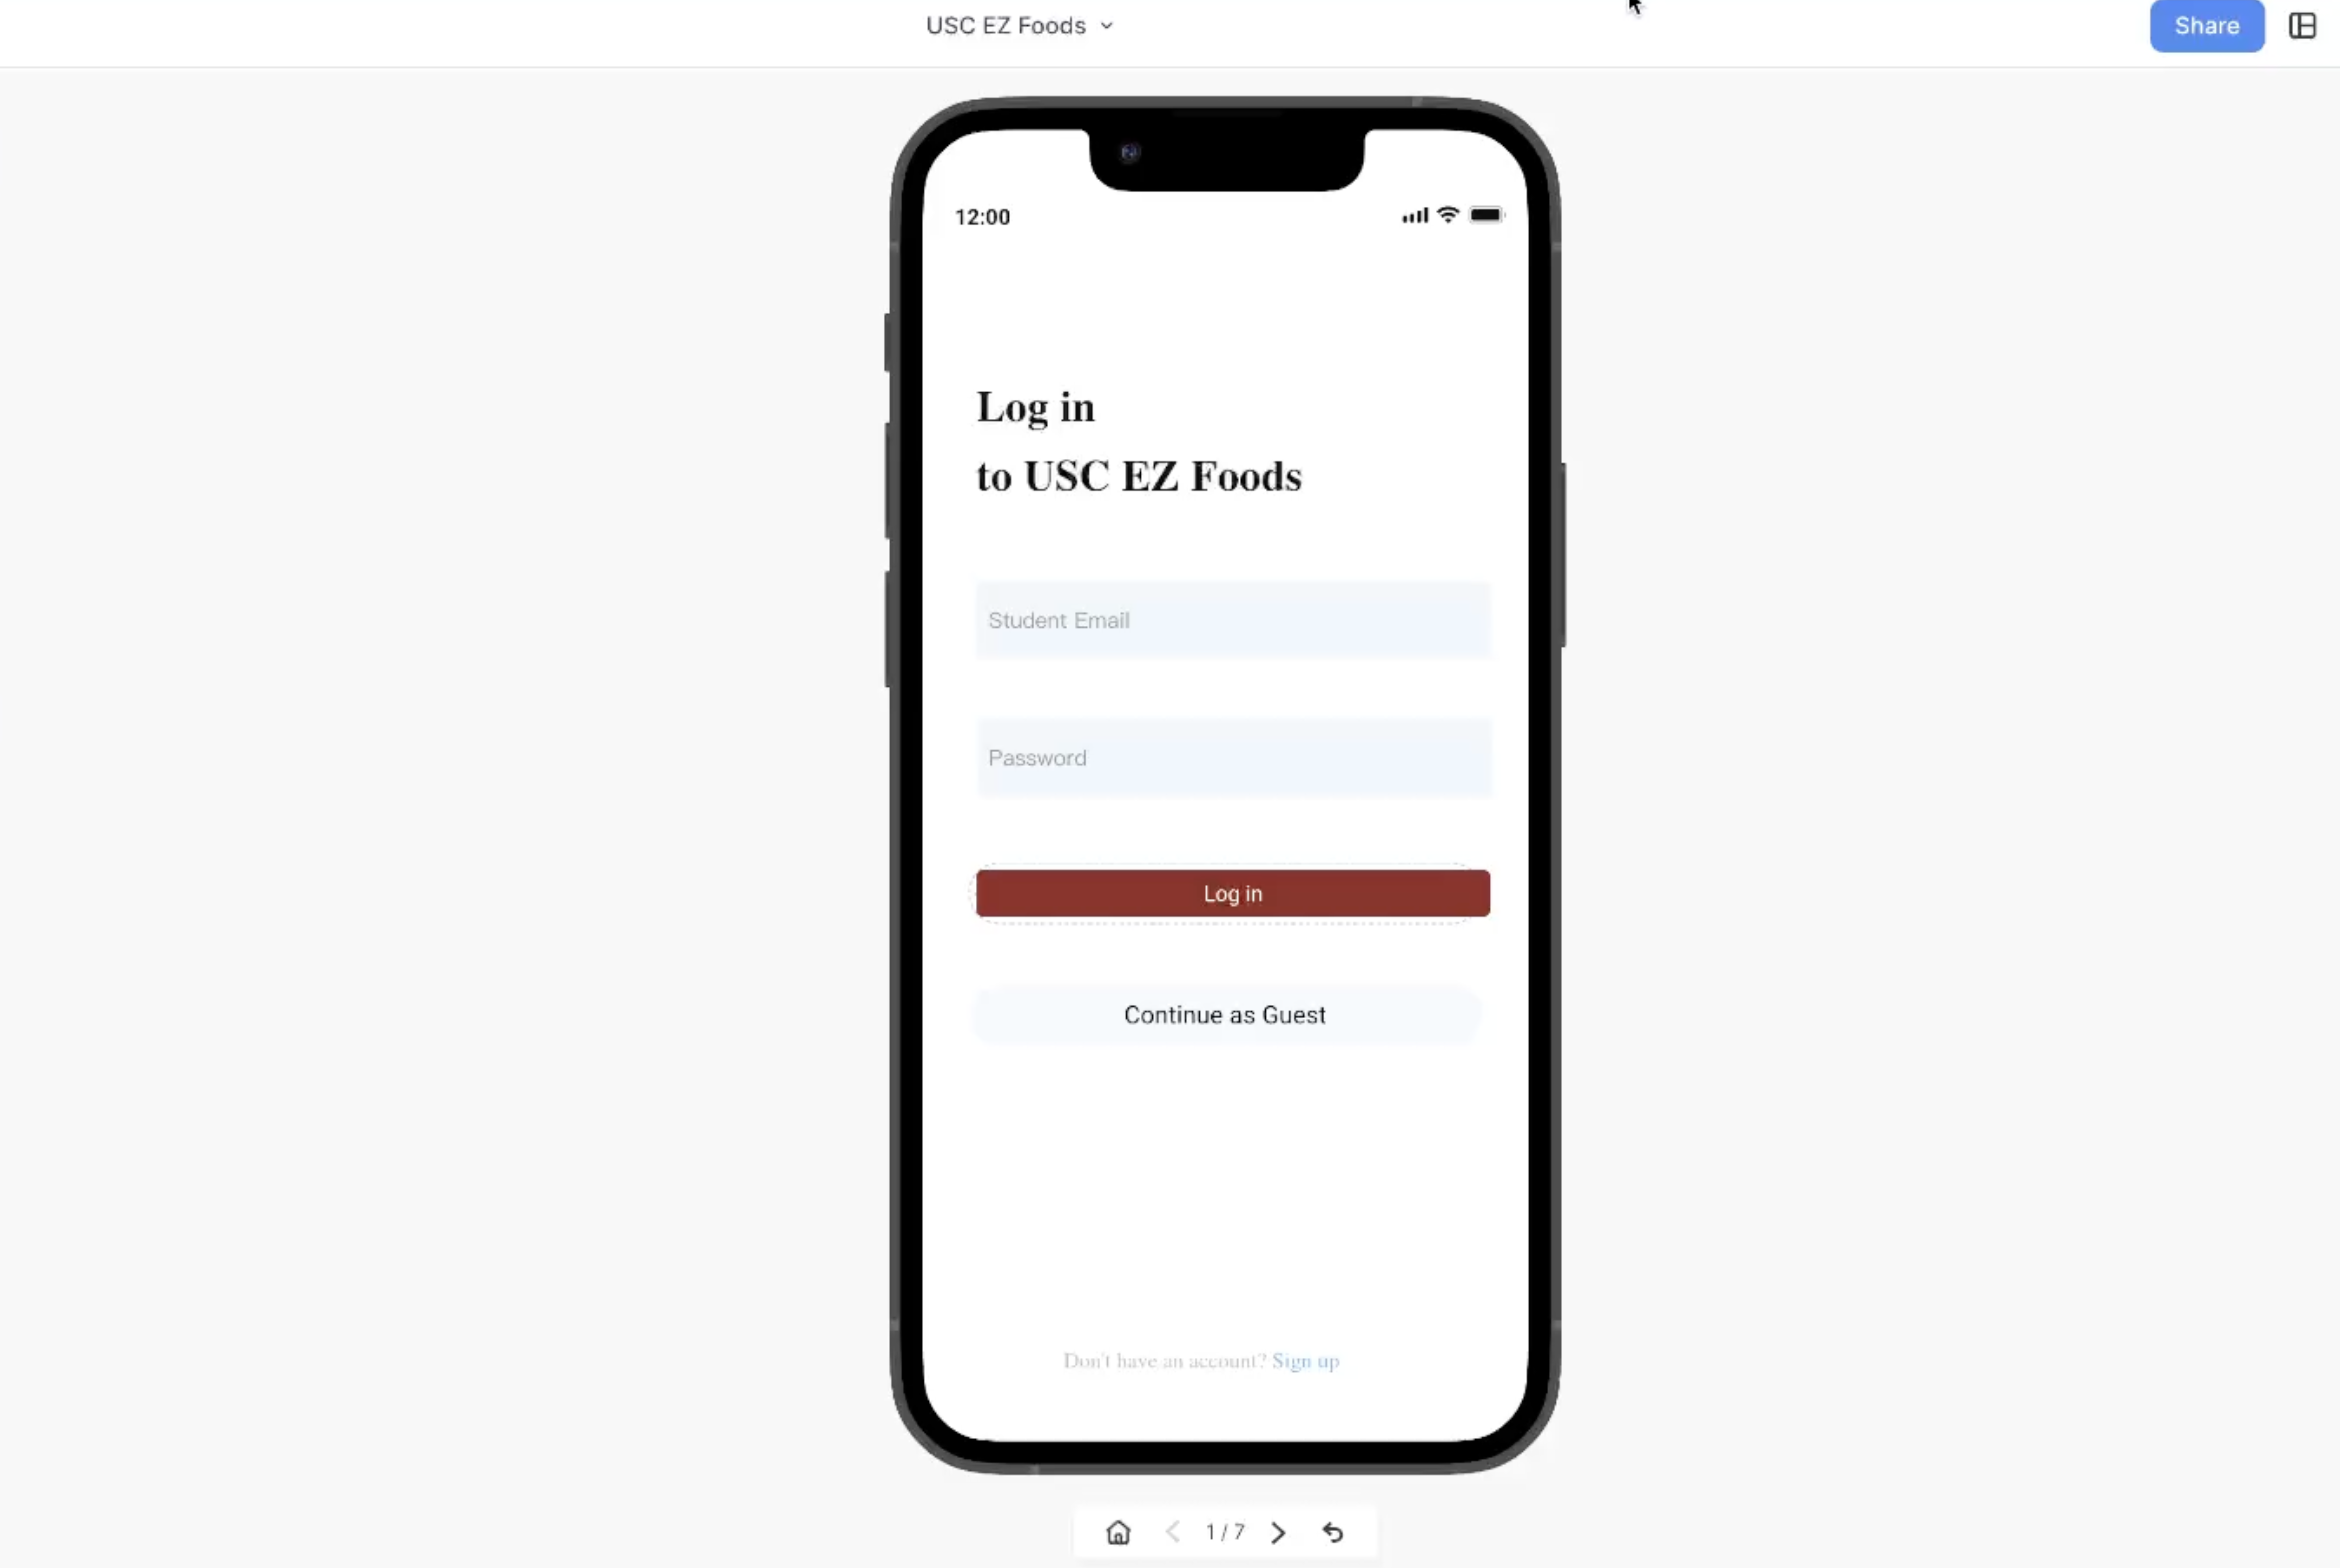 USC EZ Foods
Share
12:00
Log in
to USC EZ Foods
Student Email
Password
Log in
Continue as Guest
Don't have an account? Sign up
1 / 7